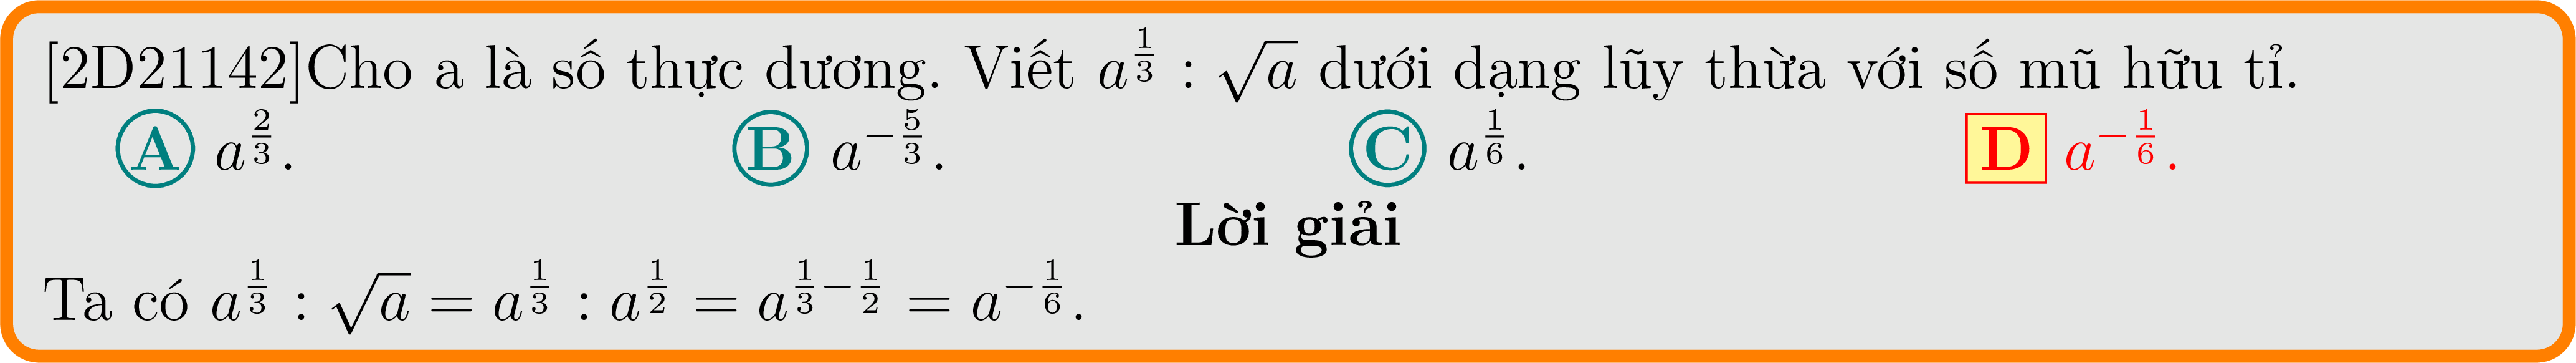 [2D21142]Cho a là số thực dương. Viết $a^{\frac{1}{3}} : \sqrt{a}$ dưới dạng lũy thừa với số mũ hữu tỉ.
A $a^{\frac{2}{3}}$. B $a^{-\frac{5}{3}}$. C $a^{\frac{1}{6}}$. D $a^{-\frac{1}{6}}$.
Lời giải
Ta có $a^{\frac{1}{3}} : \sqrt{a} = a^{\frac{1}{3}} : a^{\frac{1}{2}} = a^{\frac{1}{3}-\frac{1}{2}} = a^{-\frac{1}{6}}$.